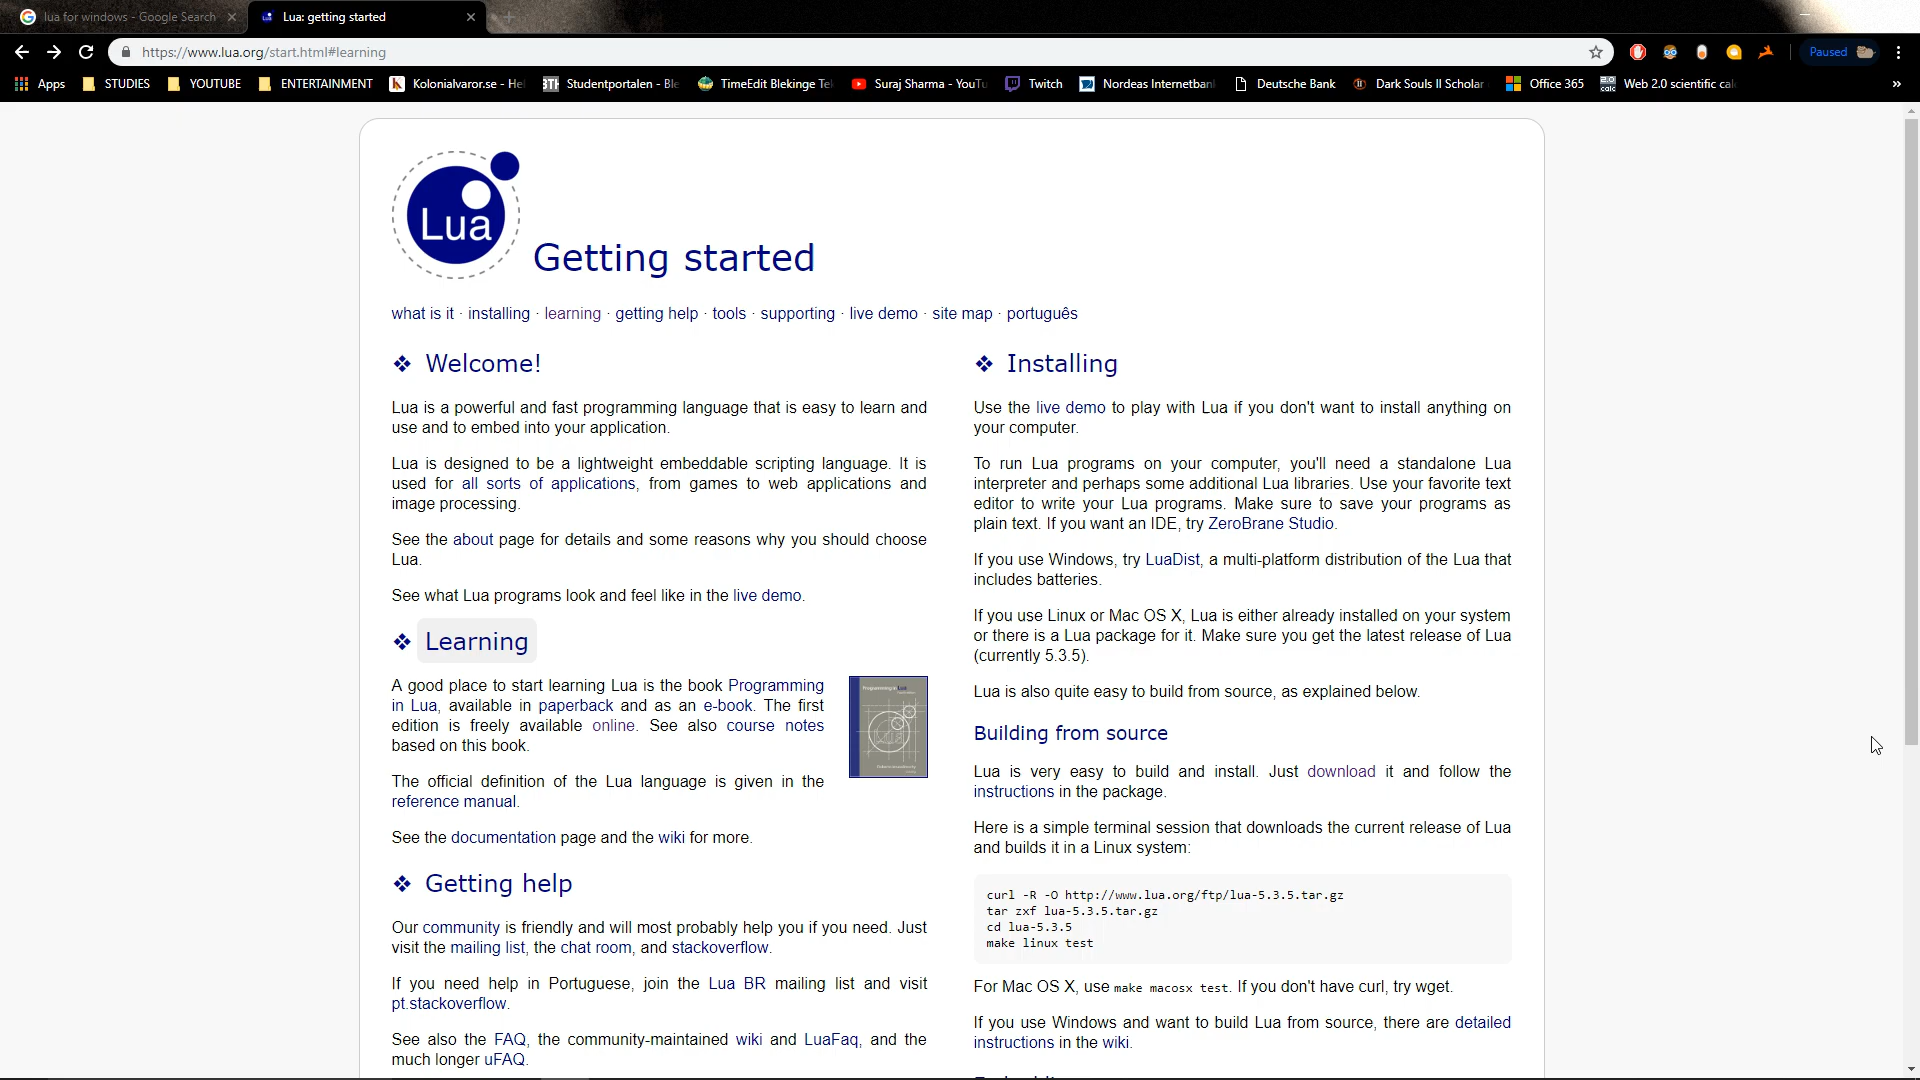 lua for windows - Google Search
Lua: getting started
https://www.lua.org/start.html#learning
Paused
Apps
STUDIES
YOUTUBE
ENTERTAINMENT
Kolonialvaror.se - He
Studentportalen - Ble
TimeEdit Blekinge Te
Suraj Sharma - YouTu
Twitch
Nordeas Internetban
Deutsche Bank
Dark Souls II Scholar
Office 365
Web 2.0 scientific cal
»
Lua
Getting started
what is it · installing · learning · getting help · tools · supporting · live demo · site map · português
❖ Welcome!
Lua is a powerful and fast programming language that is easy to learn and
use and to embed into your application.
Lua is designed to be a lightweight embeddable scripting language. It is
used for all sorts of applications, from games to web applications and
image processing.
See the about page for details and some reasons why you should choose
Lua.
See what Lua programs look and feel like in the live demo.
❖ Learning
A good place to start learning Lua is the book Programming
in Lua, available in paperback and as an e-book. The first
edition is freely available online. See also course notes
based on this book.
The official definition of the Lua language is given in the
reference manual.
See the documentation page and the wiki for more.
Programming in Lua
❖ Getting help
Our community is friendly and will most probably help you if you need. Just
visit the mailing list, the chat room, and stackoverflow.
If you need help in Portuguese, join the Lua BR mailing list and visit
pt.stackoverflow.
See also the FAQ, the community-maintained wiki and LuaFaq, and the
much longer uFAQ.
❖ Installing
Use the live demo to play with Lua if you don't want to install anything on
your computer.
To run Lua programs on your computer, you'll need a standalone Lua
interpreter and perhaps some additional Lua libraries. Use your favorite text
editor to write your Lua programs. Make sure to save your programs as
plain text. If you want an IDE, try ZeroBrane Studio.
If you use Windows, try LuaDist, a multi-platform distribution of the Lua that
includes batteries.
If you use Linux or Mac OS X, Lua is either already installed on your system
or there is a Lua package for it. Make sure you get the latest release of Lua
(currently 5.3.5).
Lua is also quite easy to build from source, as explained below.
Building from source
Lua is very easy to build and install. Just download it and follow the
instructions in the package.
Here is a simple terminal session that downloads the current release of Lua
and builds it in a Linux system:
curl -R -O http://www.lua.org/ftp/lua-5.3.5.tar.gz
tar zxf lua-5.3.5.tar.gz
cd lua-5.3.5
make linux test
For Mac OS X, use make macosx test. If you don't have curl, try wget.
If you use Windows and want to build Lua from source, there are detailed
instructions in the wiki.